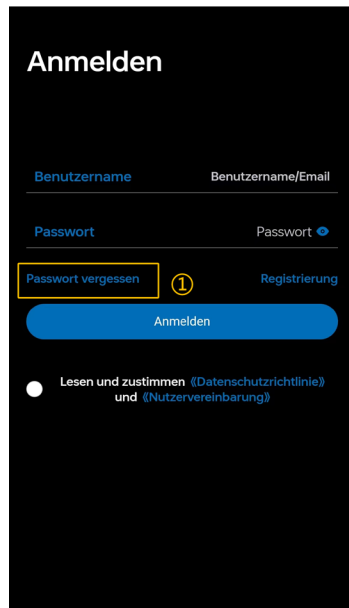 Anmelden
Benutzername Benutzername/Email
Passwort Passwort
Passwort vergessen ① Registrierung
Anmelden
Lesen und zustimmen 《Datenschutzrichtlinie》
und 《Nutzervereinbarung》